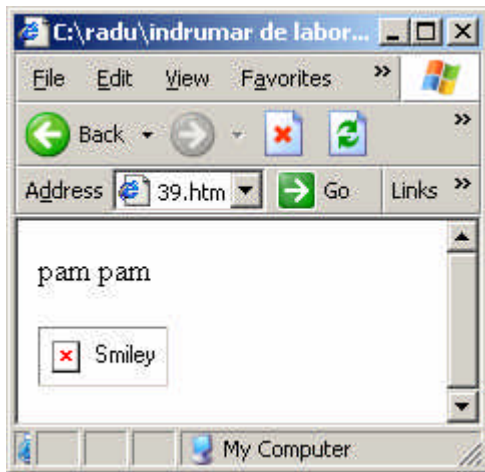 C:\radu\indrumar de labor...
File Edit View Favorites »
Back »
Address 39.htm Go Links »
pam pam
Smiley
My Computer